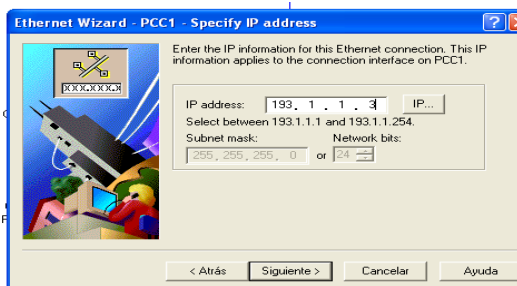 Ethernet Wizard - PCC1 - Specify IP address
Enter the IP information for this Ethernet connection. This IP
information applies to the connection interface on PCC1.
XXX.XXX.X
IP address: 193. 1 . 1 . 3 IP...
Select between 193.1.1.1 and 193.1.1.254.
Subnet mask: Network bits:
255.255.255. 0 or 24
< Atrás Siguiente > Cancelar Ayuda